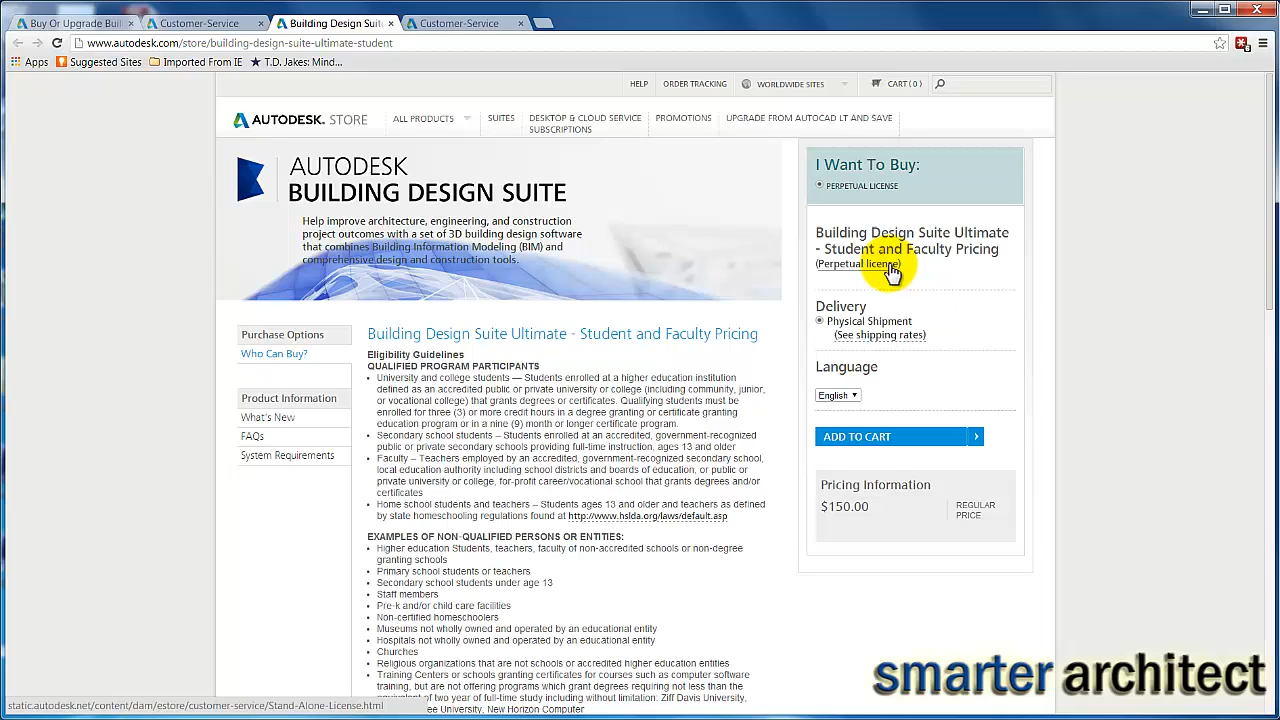 Buy Or Upgrade Buil
Customer-Service
Building Design Suite
Customer-Service
www.autodesk.com/store/building-design-suite-ultimate-student
Apps
Suggested Sites
Imported From IE
T.D. Jakes: Mind...
HELP
ORDER TRACKING
WORLDWIDE SITES
CART ( 0 )
AUTODESK. STORE
ALL PRODUCTS
SUITES
DESKTOP & CLOUD SERVICE
SUBSCRIPTIONS
PROMOTIONS
UPGRADE FROM AUTOCAD LT AND SAVE
AUTODESK
BUILDING DESIGN SUITE
Help improve architecture, engineering, and construction
project outcomes with a set of 3D building design software
that combines Building Information Modeling (BIM) and
comprehensive design and construction tools.
Purchase Options
Who Can Buy?
Product Information
What's New
FAQs
System Requirements
Building Design Suite Ultimate - Student and Faculty Pricing
Eligibility Guidelines
QUALIFIED PROGRAM PARTICIPANTS
University and college students — Students enrolled at a higher education institution
defined as an accredited public or private university or college (including community, junior,
or vocational college) that grants degrees or certificates. Qualifying students must be
enrolled for three (3) or more credit hours in a degree granting or certificate granting
education program or in a nine (9) month or longer certificate program.
Secondary school students – Students enrolled at an accredited, government-recognized
public or private secondary schools providing full-time instruction, ages 13 and older
Faculty – Teachers employed by an accredited, government-recognized secondary school,
local education authority including school districts and boards of education, or public or
private university or college, for-profit career/vocational school that grants degrees and/or
certificates
Home school students and teachers – Students ages 13 and older and teachers as defined
by state homeschooling regulations found at http://www.hslda.org/laws/default.asp
EXAMPLES OF NON-QUALIFIED PERSONS OR ENTITIES:
Higher education Students, teachers, faculty of non-accredited schools or non-degree
granting schools
Primary school students or teachers
Secondary school students under age 13
Staff members
Pre-k and/or child care facilities
Non-certified homeschoolers
Museums not wholly owned and operated by an educational entity
Hospitals not wholly owned and operated by an educational entity
Churches
Religious organizations that are not schools or accredited higher education entities
Training Centers or schools granting certificates for courses such as computer software
training, but are not offering programs which grant degrees requiring not less than the
equivalent of two year of full-time study including without limitation: Ziff Davis University,
ee University, New Horizon Computer
I Want To Buy:
PERPETUAL LICENSE
Building Design Suite Ultimate
- Student and Faculty Pricing
(Perpetual license)
Delivery
Physical Shipment
(See shipping rates)
Language
English
ADD TO CART
Pricing Information
$150.00
REGULAR
PRICE
smarter architect
static.autodesk.net/content/dam/estore/customer-service/Stand-Alone-License.html